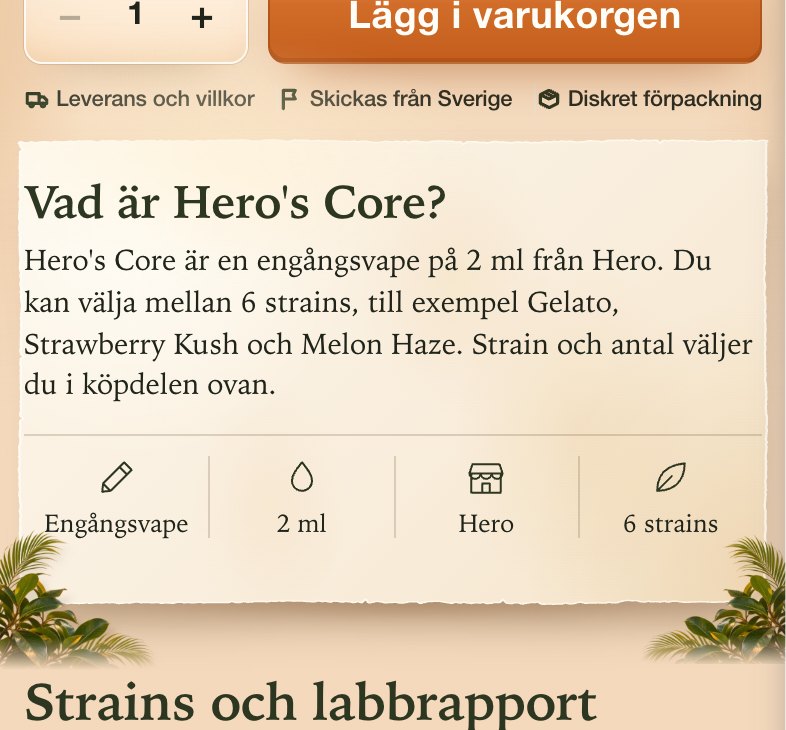 − 1 + Lägg i varukorgen
Leverans och villkor Skickas från Sverige Diskret förpackning
Vad är Hero's Core?
Hero's Core är en engångsvape på 2 ml från Hero. Du
kan välja mellan 6 strains, till exempel Gelato,
Strawberry Kush och Melon Haze. Strain och antal väljer
du i köpdelen ovan.
Engångsvape 2 ml Hero 6 strains
Strains och labbrapport